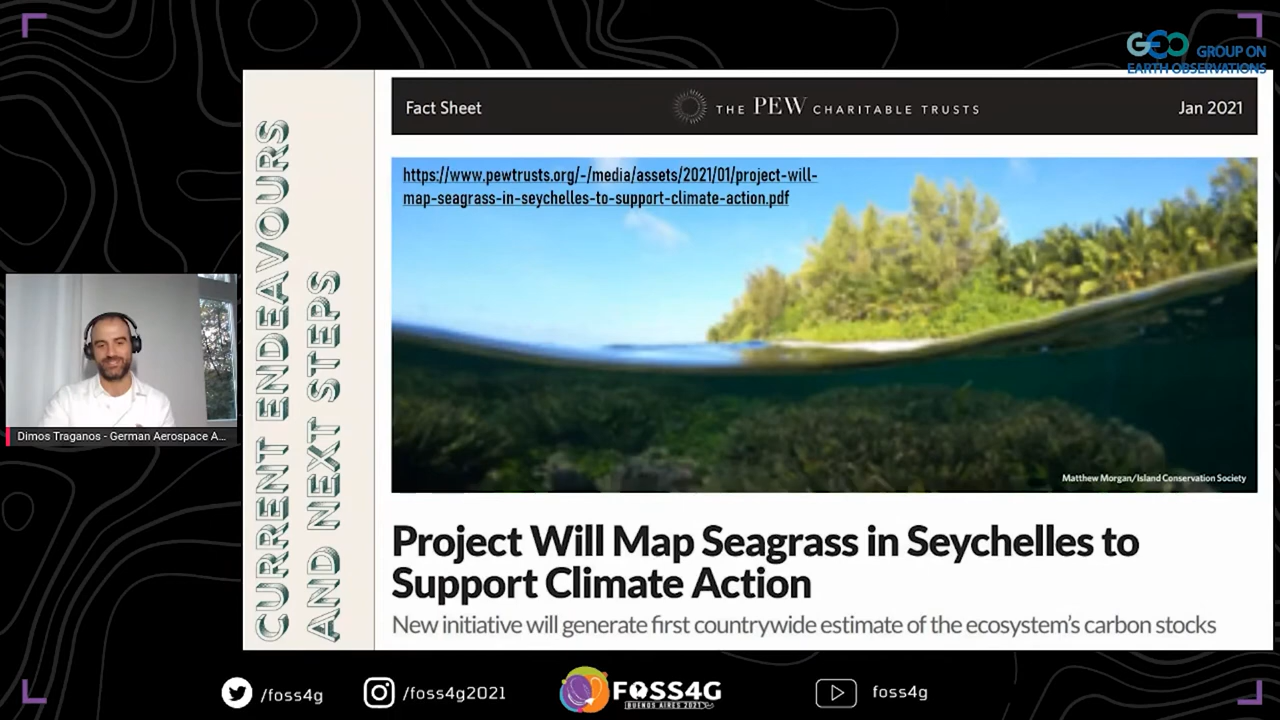 GEO GROUP ON
EARTH OBSERVATIONS
CURRENT ENDEAVOURS
AND NEXT STEPS
Fact Sheet
THE PEW CHARITABLE TRUSTS
Jan 2021
https://www.pewtrusts.org/-/media/assets/2021/01/project-will-
map-seagrass-in-seychelles-to-support-climate-action.pdf
Matthew Morgan/Island Conservation Society
Project Will Map Seagrass in Seychelles to
Support Climate Action
New initiative will generate first countrywide estimate of the ecosystem's carbon stocks
Dimos Traganos - German Aerospace A...
/foss4g
/foss4g2021
FOSS4G
BUENOS AIRES 2021
foss4g